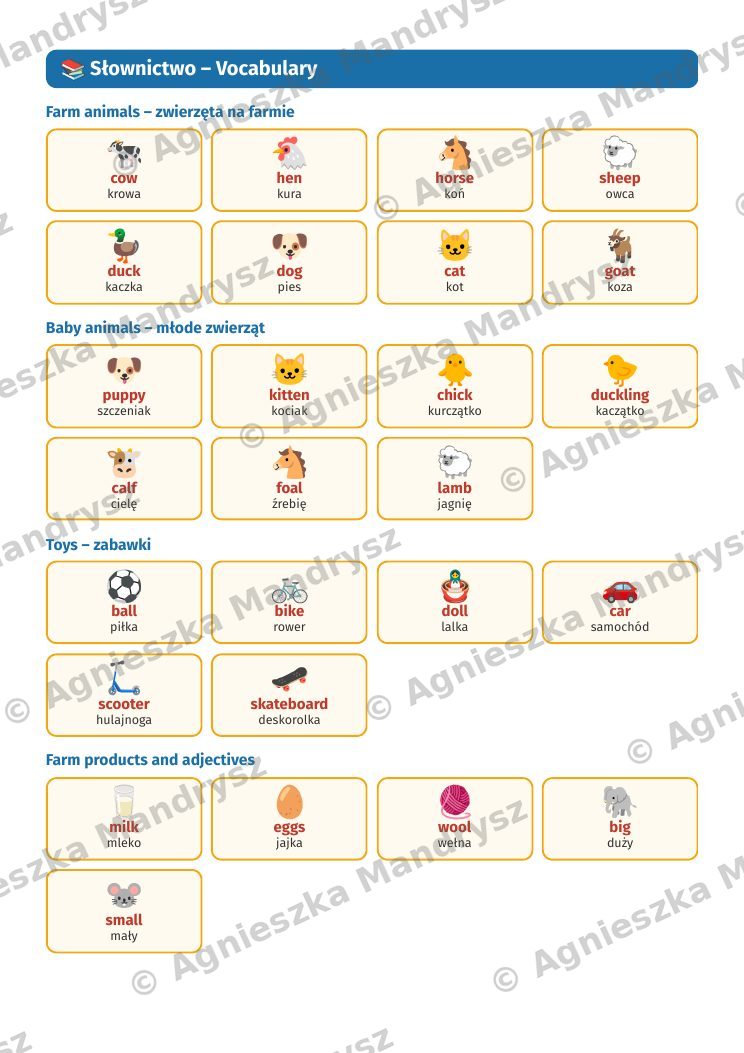 Słownictwo – Vocabulary
Farm animals – zwierzęta na farmie
cow hen horse sheep
krowa kura koń owca
duck dog cat goat
kaczka pies kot koza
Baby animals – młode zwierząt
puppy kitten chick duckling
szczeniak kociak kurczątko kaczątko
calf foal lamb
cielę źrebię jagnię
Toys – zabawki
ball bike doll car
piłka rower lalka samochód
scooter skateboard
hulajnoga deskorolka
Farm products and adjectives
milk eggs wool big
mleko jajka wełna duży
small
mały
© Agnieszka Mandrysz